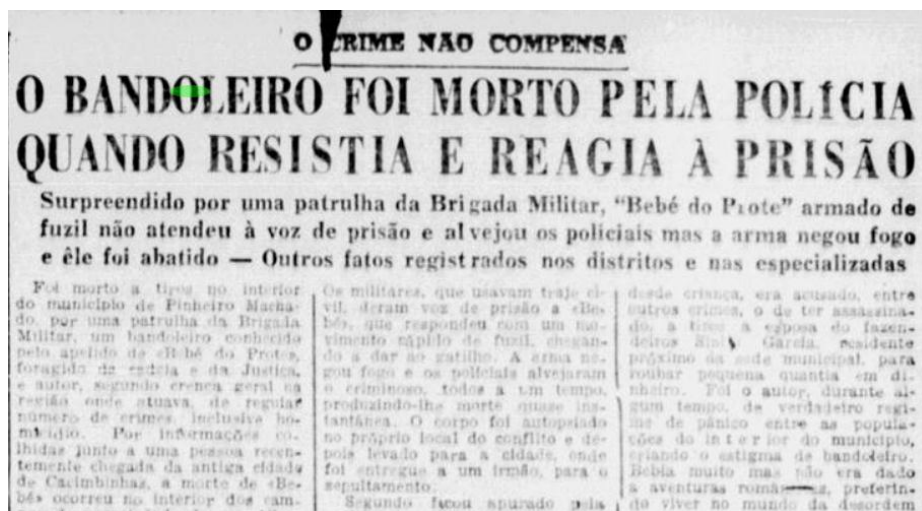 O CRIME NAO COMPENSA
O BANDOLEIRO FOI MORTO PELA POLÍCIA
QUANDO RESISTIA E REAGIA À PRISÃO
Surpreendido por uma patrulha da Brigada Militar, "Bebé do Prote" armado de
fuzil não atendeu à voz de prisão e alvejou os policiais mas a arma negou fogo
e êle foi abatido — Outros fatos registrados nos distritos e nas especializadas
Foi morto a tiros no interior
do município de Pinheiro Macha-
do, por uma patrulha da Brigada
Militar, um bandoleiro conhecido
pelo apelido de «Bebé do Prote»,
foragido da cadeia e da Justiça,
e autor, segundo crença geral na
região onde atuava, de regular
número de crimes, inclusive ho-
micídio. Por informações co-
lhidas junto a uma pessoa recen-
temente chegada da antiga cidade
de Cacimbinhas, a morte de «Be-
bé» ocorreu no interior dos cam-
Os militares, que usavam traje ci-
vil, deram voz de prisão a «Be-
bé», que respondeu com um mo-
vimento rápido de fuzil, chegan-
do a dar ao gatilho. A arma ne-
gou fogo e os policiais alvejaram
o criminoso, todos a um tempo,
produzindo-lhe morte quase ins-
tantânea. O corpo foi autopsiado
no próprio local do conflito e de-
pois levado para a cidade, onde
foi entregue a um irmão, para o
sepultamento.
Segundo ficou apurado pela
desde criança, era acusado, entre
outros crimes, o de ter assassina-
do, a tiros a esposa do fazen-
deiros Garcia, residente
próximo da sede municipal, para
roubar pequena quantia em di-
nheiro. Foi o autor, durante al-
gum tempo, de verdadeiro regi-
me de pânico entre as popula-
ções do interior do município,
criando o estigma de bandoleiro.
Bebia muito mas não era dado
a aventuras preferin-
do viver no mundo da desordem